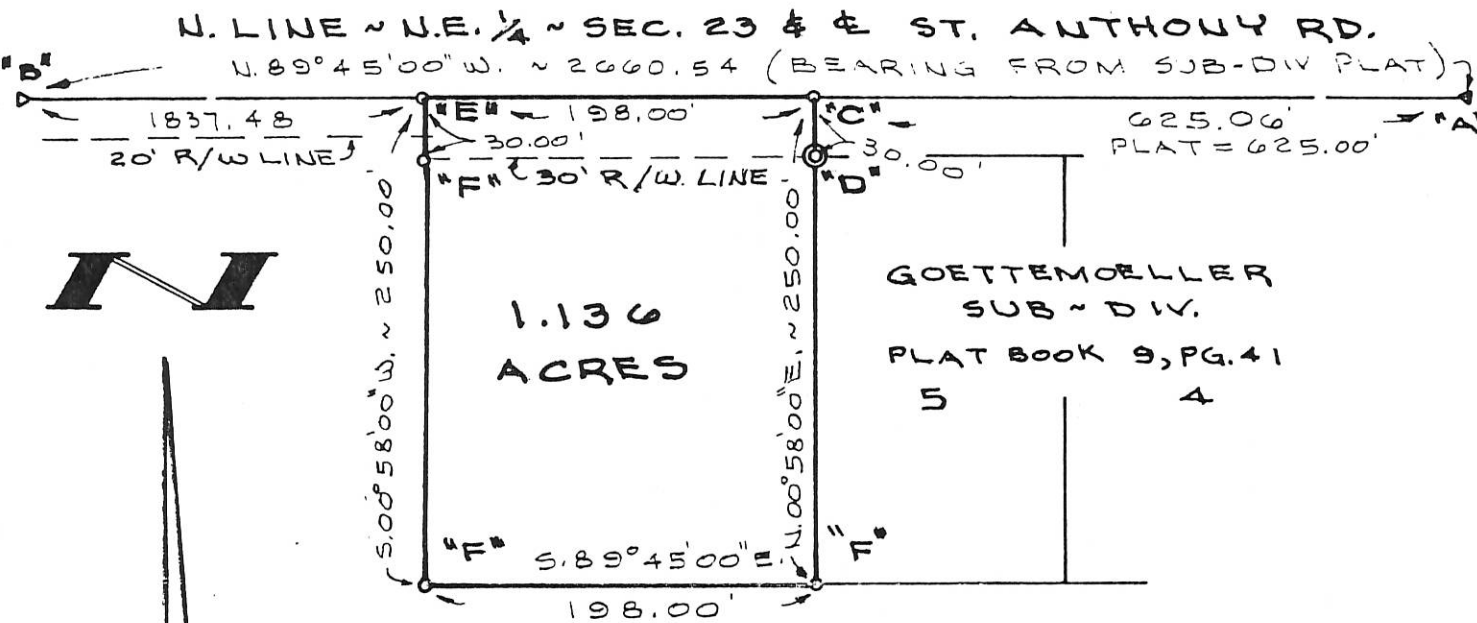 N. LINE ~ N.E. ¼ ~ SEC. 23 & ℄ ST. ANTHONY RD.
"B" N. 89°45'00" W. ~ 2660.54 (BEARING FROM SUB-DIV PLAT)
"E" 198.00' "C" 625.06' "A"
1837.48
PLAT = 625.00'
20' R/W LINE 30.00' 30.00'
"F" 30' R/W. LINE "D"
S. 00°58'00" W. ~ 250.00'
N. 00°58'00" E. ~ 250.00'
N
1.136
ACRES
GOETTEMOELLER
SUB ~ DIV.
PLAT BOOK 9, PG. 41
5 4
"F" S. 89°45'00" E. "F"
198.00'